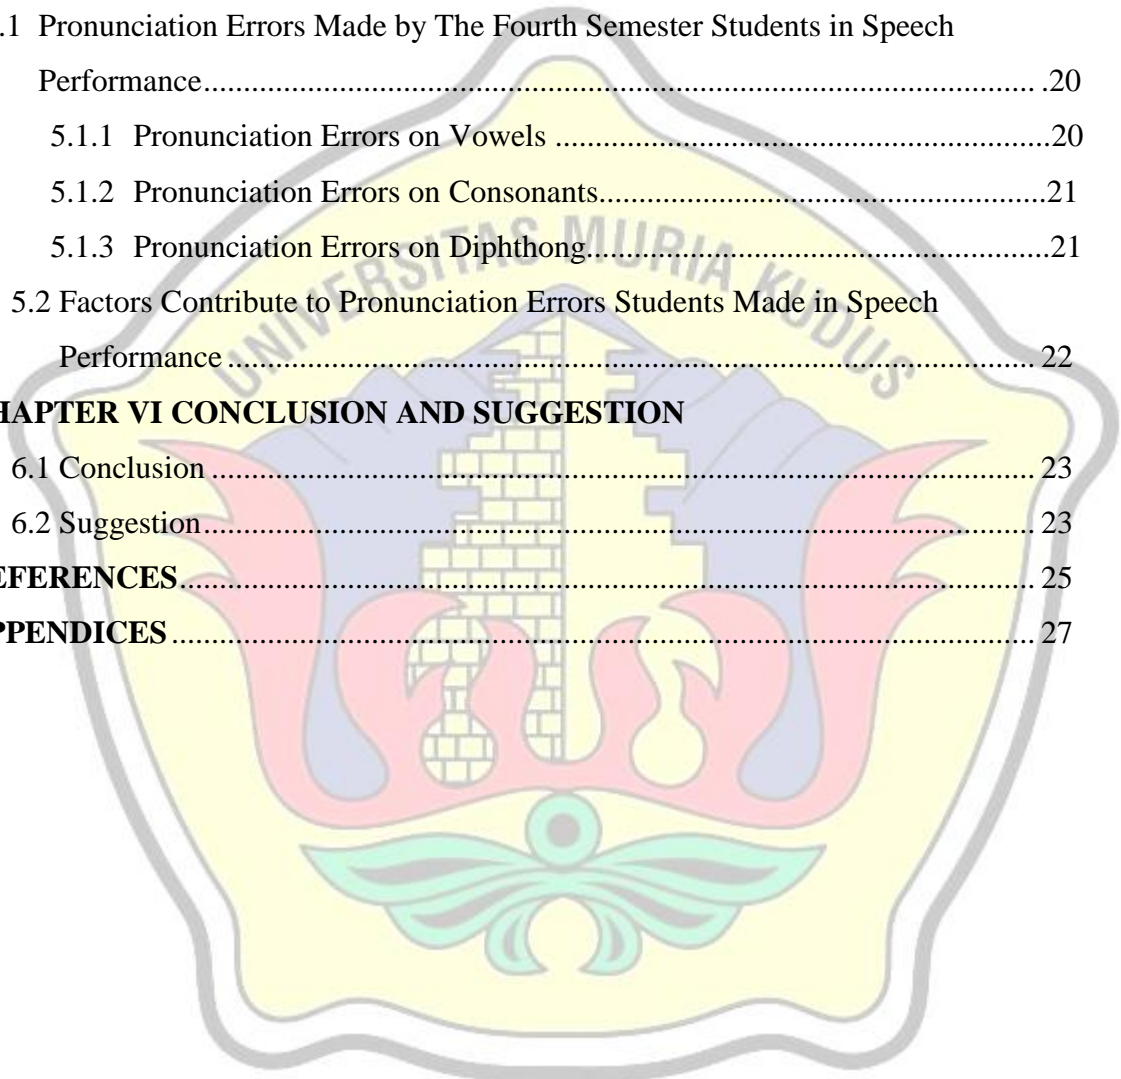 .1 Pronunciation Errors Made by The Fourth Semester Students in Speech
Performance....................................................................................................... .20
5.1.1 Pronunciation Errors on Vowels .............................................................20
5.1.2 Pronunciation Errors on Consonants.......................................................21
5.1.3 Pronunciation Errors on Diphthong.........................................................21
5.2 Factors Contribute to Pronunciation Errors Students Made in Speech
Performance .................................................................................................... 22
HAPTER VI CONCLUSION AND SUGGESTION
6.1 Conclusion ...................................................................................................... 23
6.2 Suggestion....................................................................................................... 23
EFERENCES.......................................................................................................... 25
PPENDICES .......................................................................................................... 27
UNIVERSITAS MURIA KUDUS